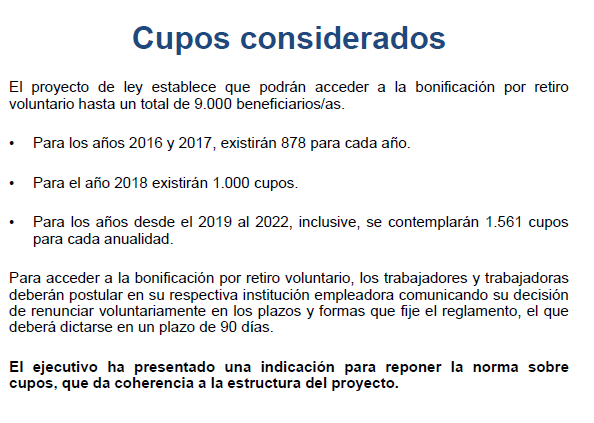 Cupos considerados
El proyecto de ley establece que podrán acceder a la bonificación por retiro
voluntario hasta un total de 9.000 beneficiarios/as.
• Para los años 2016 y 2017, existirán 878 para cada año.
• Para el año 2018 existirán 1.000 cupos.
• Para los años desde el 2019 al 2022, inclusive, se contemplarán 1.561 cupos
para cada anualidad.
Para acceder a la bonificación por retiro voluntario, los trabajadores y trabajadoras
deberán postular en su respectiva institución empleadora comunicando su decisión
de renunciar voluntariamente en los plazos y formas que fije el reglamento, el que
deberá dictarse en un plazo de 90 días.
El ejecutivo ha presentado una indicación para reponer la norma sobre
cupos, que da coherencia a la estructura del proyecto.